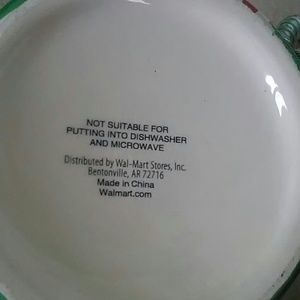 NOT SUITABLE FOR
PUTTING INTO DISHWASHER
AND MICROWAVE
Distributed by Wal-Mart Stores, Inc.
Bentonville, AR 72716
Made in China
Walmart.com